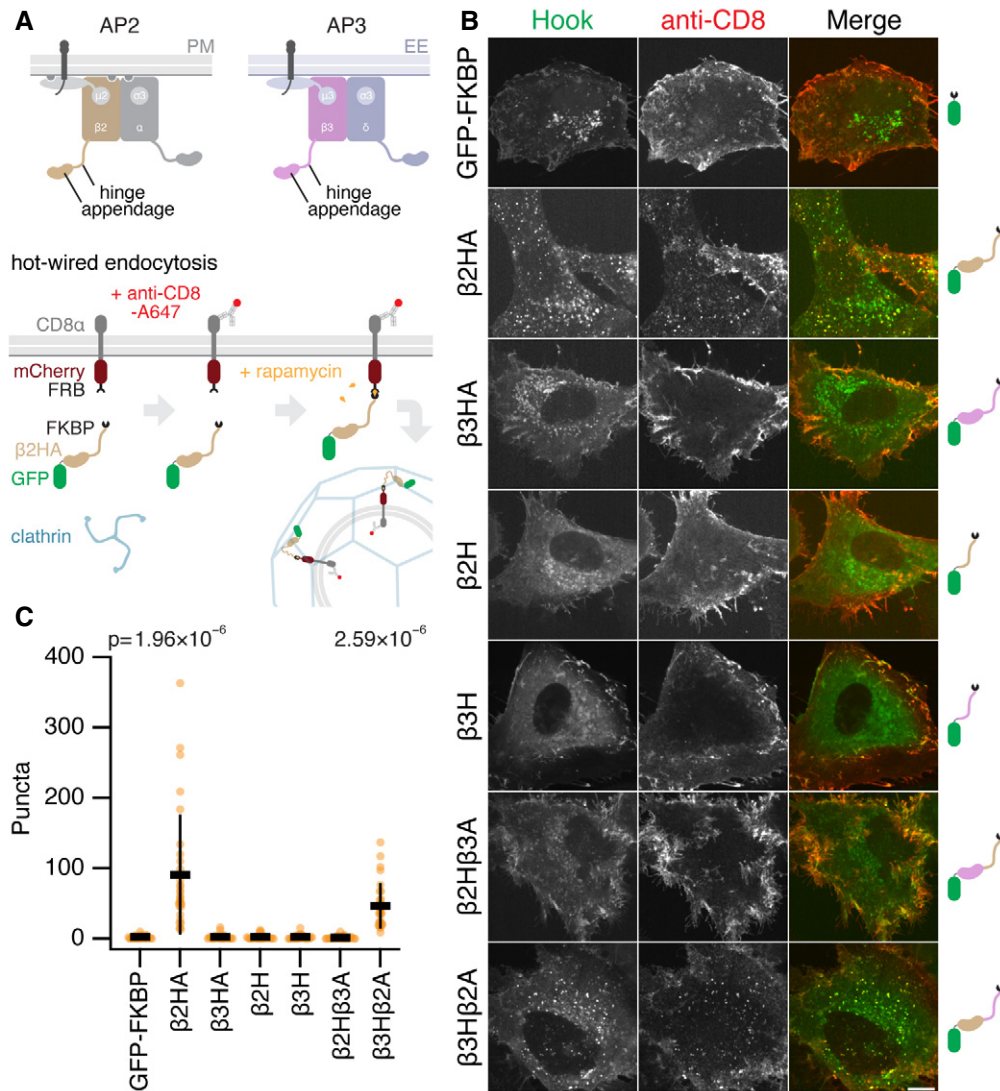 A
AP2
AP3
PM
EE
μ2
σ3
β2
α
μ3
σ3
β3
δ
hinge
appendage
hinge
appendage
hot-wired endocytosis
+ anti-CD8
-A647
CD8α
mCherry
FRB
+ rapamycin
FKBP
β2HA
GFP
clathrin
B
Hook
anti-CD8
Merge
GFP-FKBP
β2HA
β3HA
β2H
β3H
β2Hβ3A
β3Hβ2A
C
p=1.96×10⁻⁶
2.59×10⁻⁶
400
300
200
100
0
Puncta
GFP-FKBP
β2HA
β3HA
β2H
β3H
β2Hβ3A
β3Hβ2A